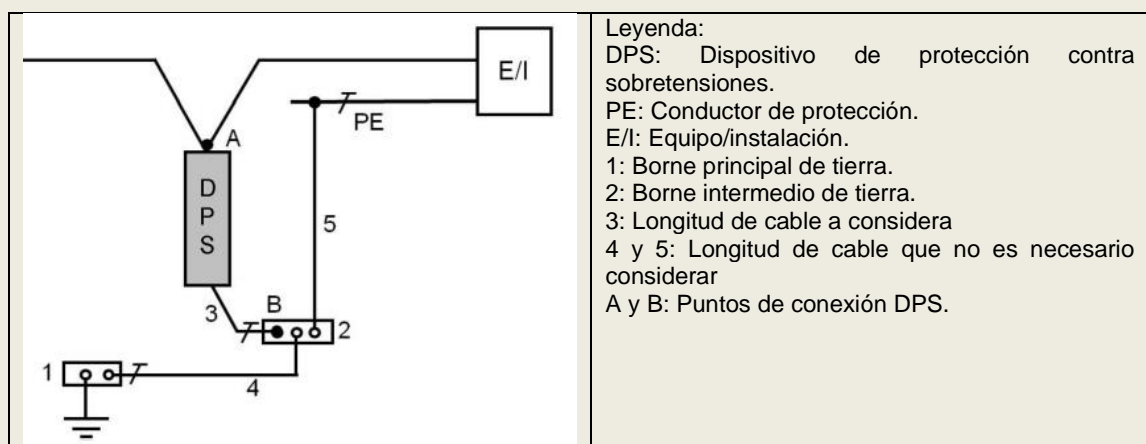 E/I
PE
A
D
P
S
5
3
B
2
1
4
Leyenda:
DPS: Dispositivo de protección contra
sobretensiones.
PE: Conductor de protección.
E/I: Equipo/instalación.
1: Borne principal de tierra.
2: Borne intermedio de tierra.
3: Longitud de cable a considera
4 y 5: Longitud de cable que no es necesario
considerar
A y B: Puntos de conexión DPS.